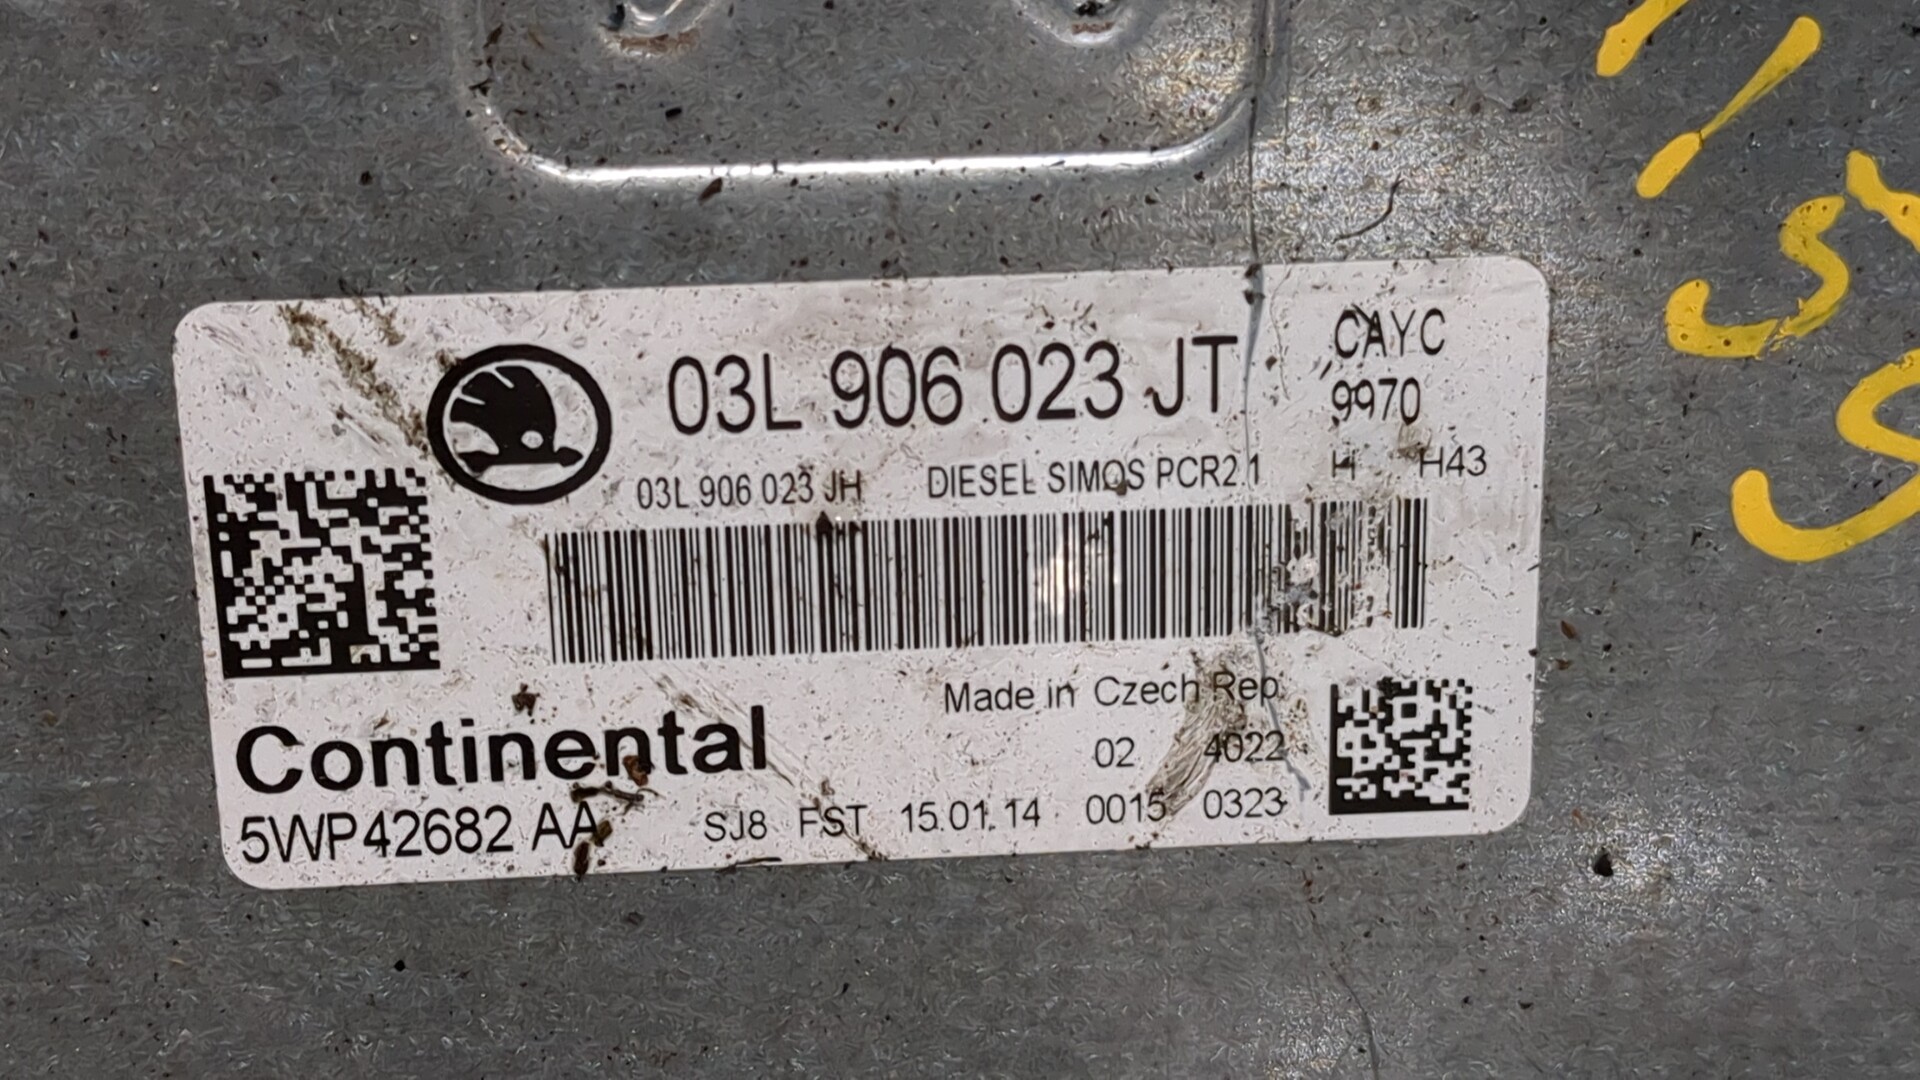 03L 906 023 JT
CAYC
9970
03L 906 023 JH DIESEL SIMOS PCR2.1 H H43
Made in Czech Rep.
Continental
02 4022
5WP42682 AA SJ8 FST 15.01.14 0015 0323